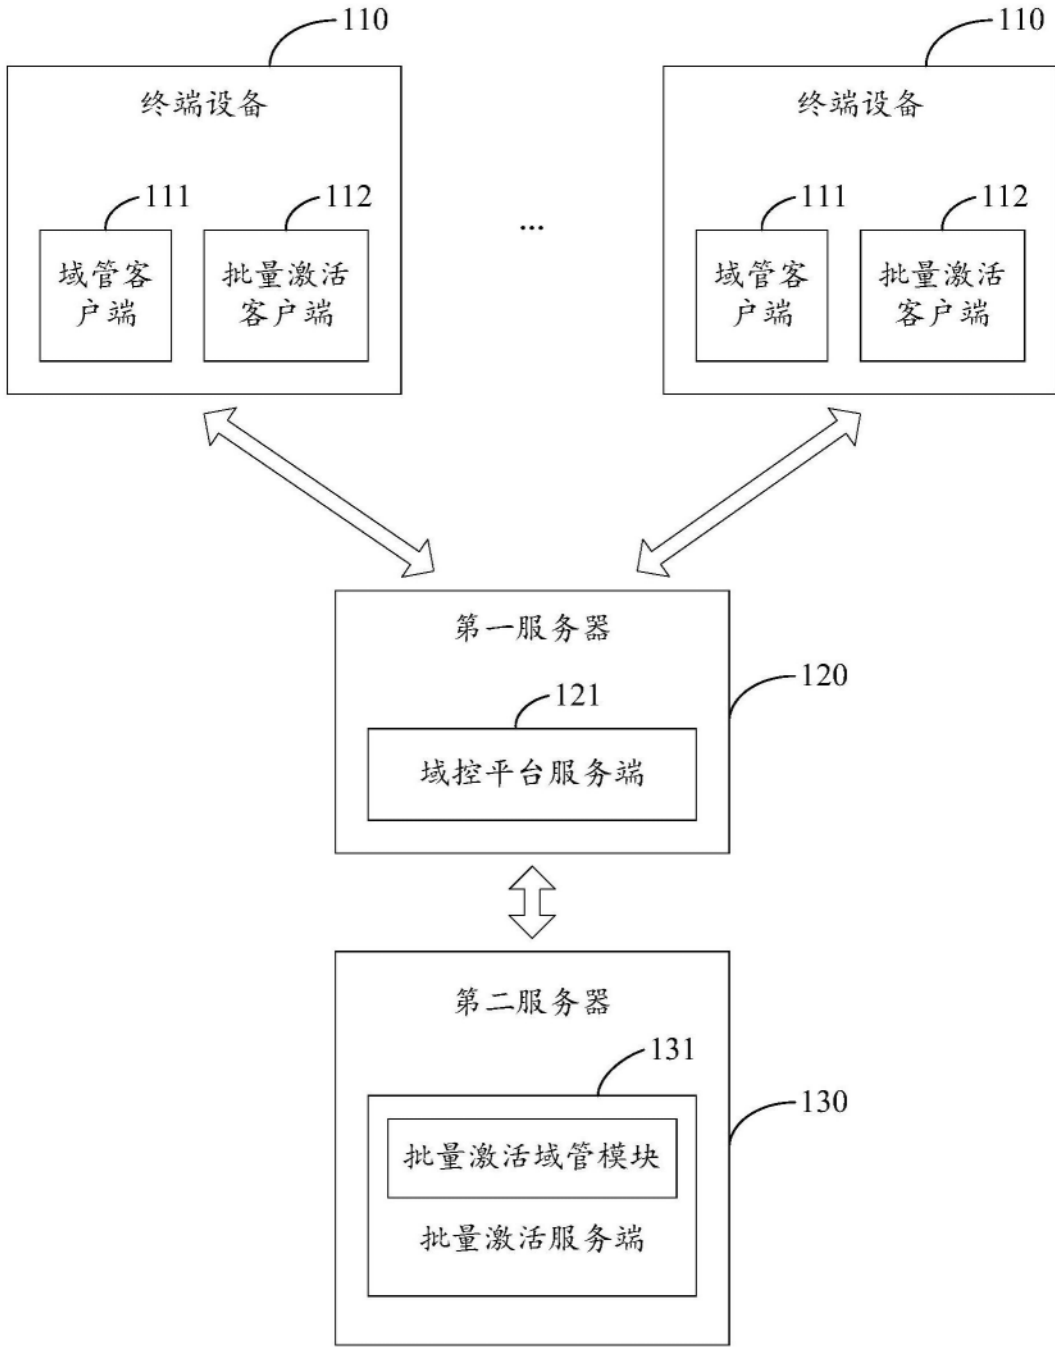 110
110
终端设备
终端设备
111
112
111
112
...
域管客
户端
批量激活
客户端
域管客
户端
批量激活
客户端
第一服务器
120
121
域控平台服务端
第二服务器
131
130
批量激活域管模块
批量激活服务端